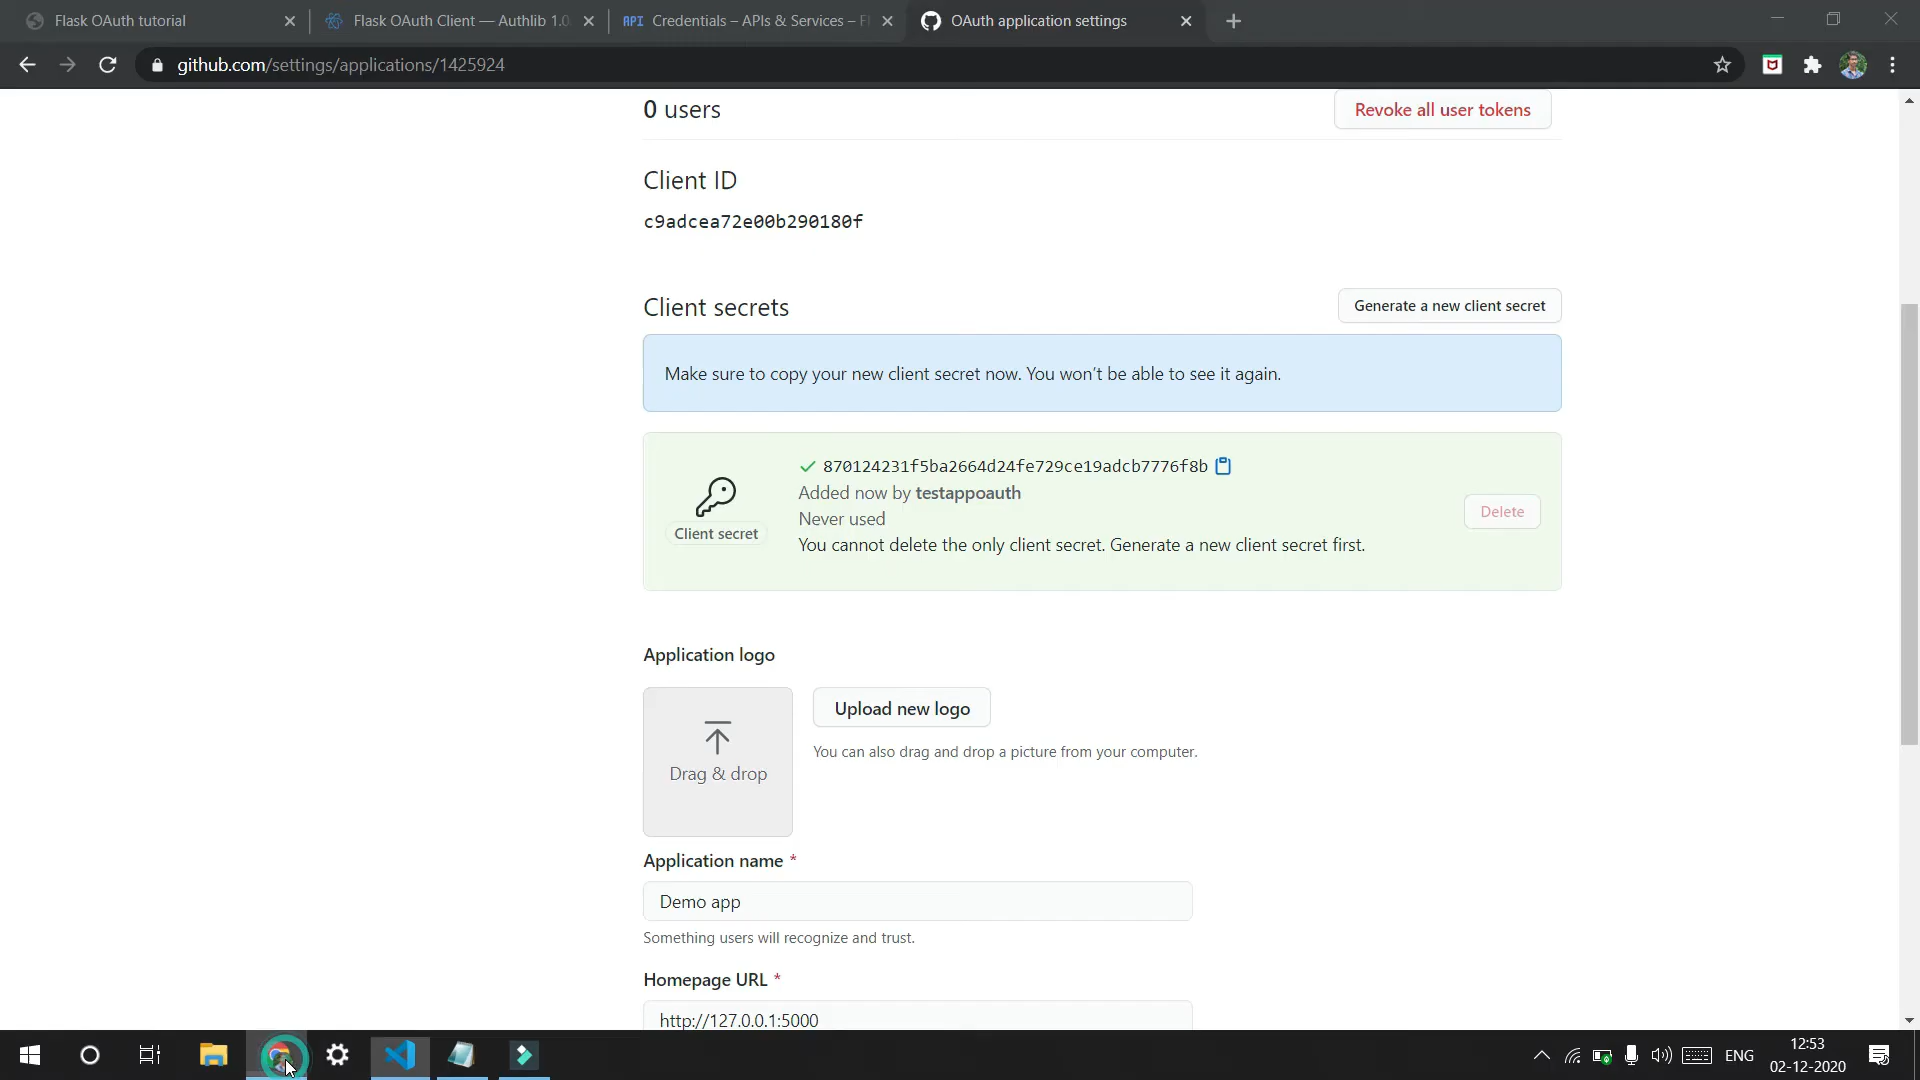 Flask OAuth tutorial
Flask OAuth Client — Authlib 1.0
API Credentials – APIs & Services – Fl
OAuth application settings
github.com/settings/applications/1425924
0 users
Revoke all user tokens
Client ID
c9adcea72e00b290180f
Client secrets
Generate a new client secret
Make sure to copy your new client secret now. You won't be able to see it again.
870124231f5ba2664d24fe729ce19adcb7776f8b
Added now by testappoauth
Never used
Delete
Client secret
You cannot delete the only client secret. Generate a new client secret first.
Application logo
Upload new logo
You can also drag and drop a picture from your computer.
Drag & drop
Application name *
Demo app
Something users will recognize and trust.
Homepage URL *
http://127.0.0.1:5000
ENG
12:53
02-12-2020